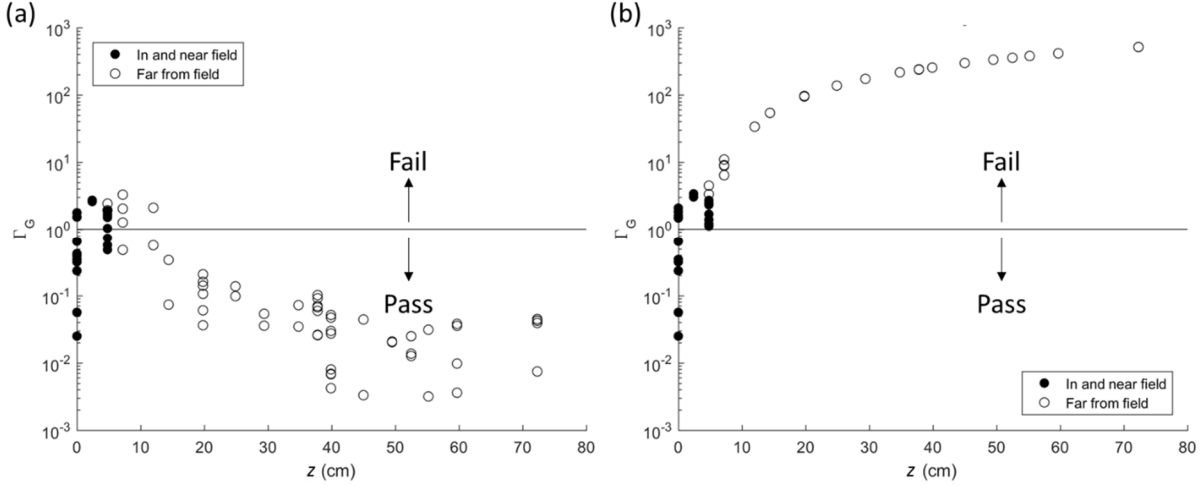 (a)
10³
10²
10¹
10⁰
10⁻¹
10⁻²
10⁻³
Γ_G
In and near field
Far from field
Fail
Pass
0 10 20 30 40 50 60 70 80
z (cm)
(b)
10³
10²
10¹
10⁰
10⁻¹
10⁻²
10⁻³
Γ_G
Fail
Pass
In and near field
Far from field
0 10 20 30 40 50 60 70 80
z (cm)